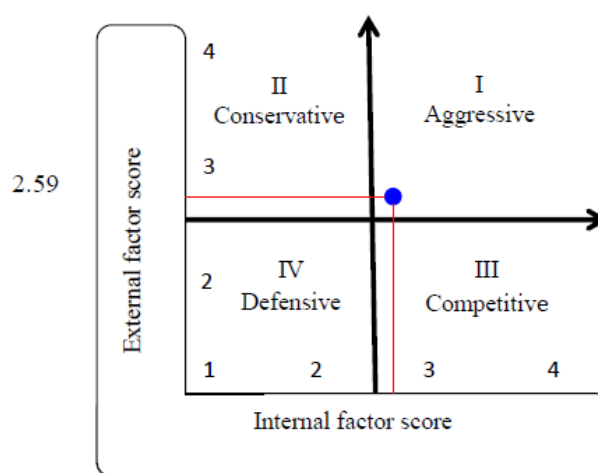 4
II
Conservative
I
Aggressive
3
2.59
External factor score
2
IV
Defensive
III
Competitive
1
2
3
4
Internal factor score